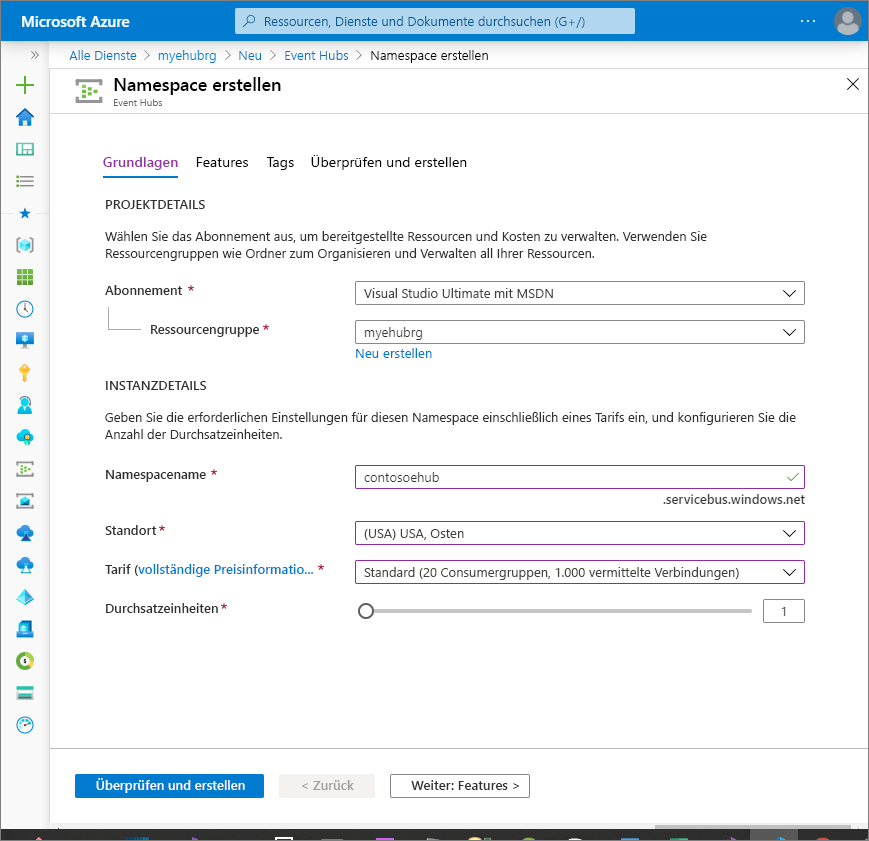 Microsoft Azure
Ressourcen, Dienste und Dokumente durchsuchen (G+/)
Alle Dienste > myehubrg > Neu > Event Hubs > Namespace erstellen
Namespace erstellen
Event Hubs
Grundlagen Features Tags Überprüfen und erstellen
PROJEKTDETAILS
Wählen Sie das Abonnement aus, um bereitgestellte Ressourcen und Kosten zu verwalten. Verwenden Sie
Ressourcengruppen wie Ordner zum Organisieren und Verwalten all Ihrer Ressourcen.
Abonnement * Visual Studio Ultimate mit MSDN
Ressourcengruppe * myehubrg
Neu erstellen
INSTANZDETAILS
Geben Sie die erforderlichen Einstellungen für diesen Namespace einschließlich eines Tarifs ein, und konfigurieren Sie die
Anzahl der Durchsatzeinheiten.
Namespacename * contosoehub
.servicebus.windows.net
Standort * (USA) USA, Osten
Tarif (vollständige Preisinformatio... * Standard (20 Consumergruppen, 1.000 vermittelte Verbindungen)
Durchsatzeinheiten * 1
Überprüfen und erstellen < Zurück Weiter: Features >